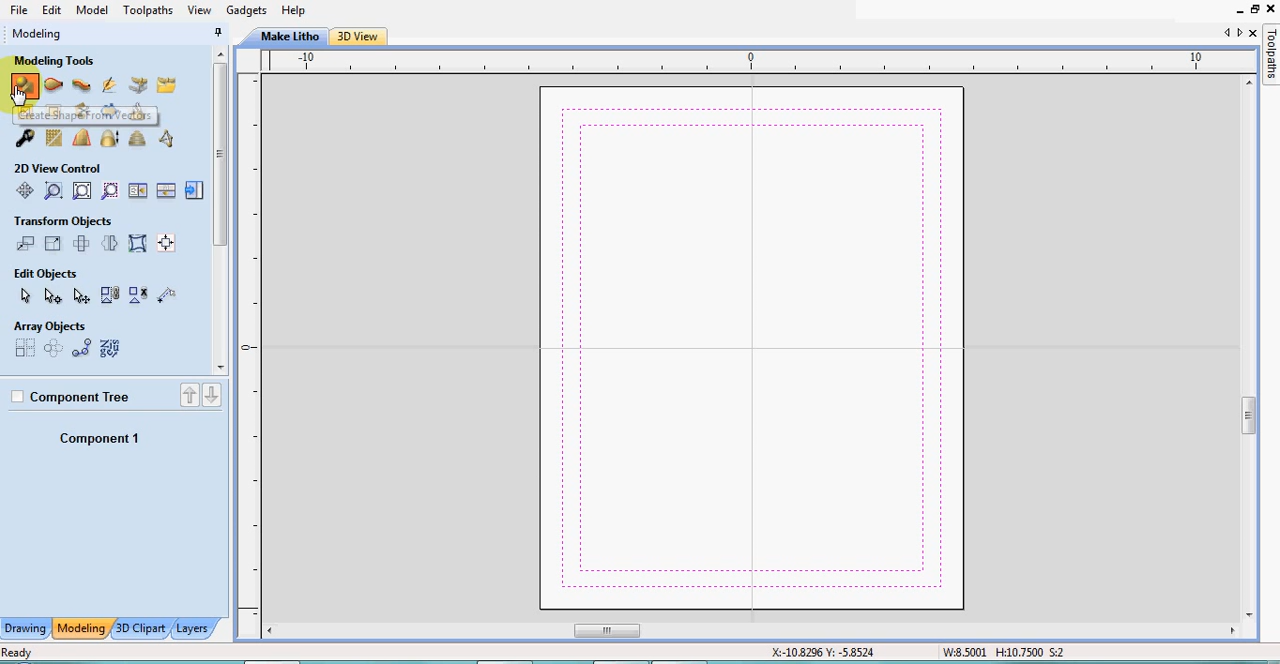 File Edit Model Toolpaths View Gadgets Help
Modeling
Make Litho 3D View
Toolpaths
Modeling Tools
-10 0 10
Create Shape From Vectors
2D View Control
Transform Objects
Edit Objects
Array Objects
0
Component Tree
Component 1
Drawing Modeling 3D Clipart Layers
Ready X:-10.8296 Y: -5.8524 W:8.5001 H:10.7500 S:2